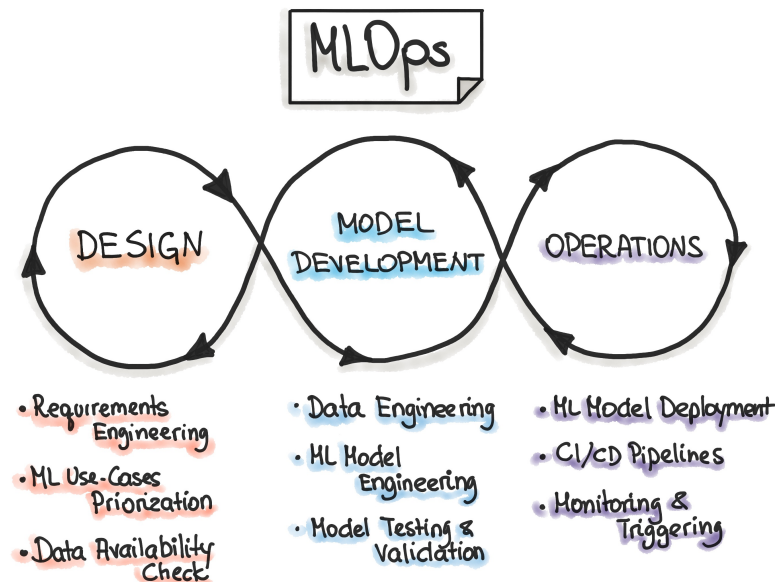 MLOps
DESIGN
MODEL
DEVELOPMENT
OPERATIONS
• Requirements
Engineering
• ML Use-Cases
Priorization
• Data Availability
Check
• Data Engineering
• ML Model
Engineering
• Model Testing &
Validation
• ML Model Deployment
• CI/CD Pipelines
• Monitoring &
Triggering